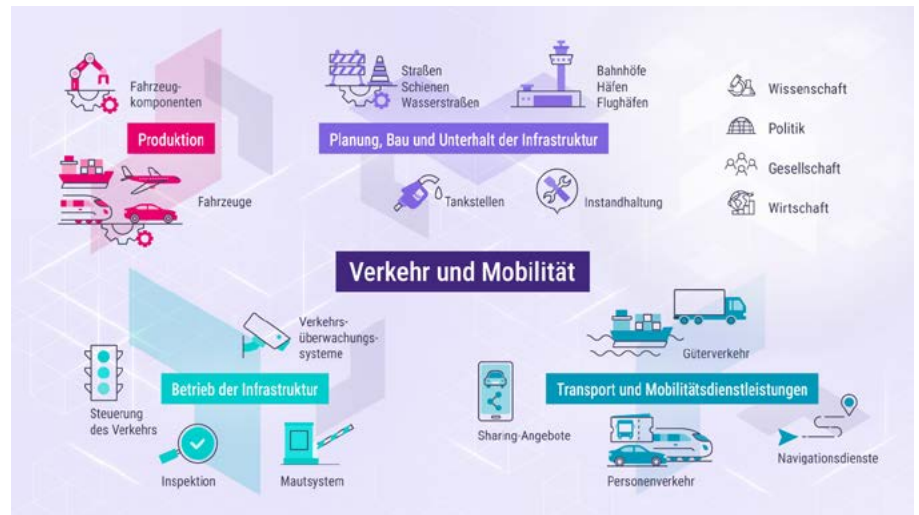 Fahrzeug-
komponenten
Produktion
Fahrzeuge
Straßen
Schienen
Wasserstraßen
Bahnhöfe
Häfen
Flughäfen
Planung, Bau und Unterhalt der Infrastruktur
Tankstellen
Instandhaltung
Wissenschaft
Politik
Gesellschaft
Wirtschaft
Verkehr und Mobilität
Verkehrs-
überwachungs-
systeme
Betrieb der Infrastruktur
Steuerung
des Verkehrs
Inspektion
Mautsystem
Güterverkehr
Transport und Mobilitätsdienstleistungen
Sharing-Angebote
Personenverkehr
Navigationsdienste